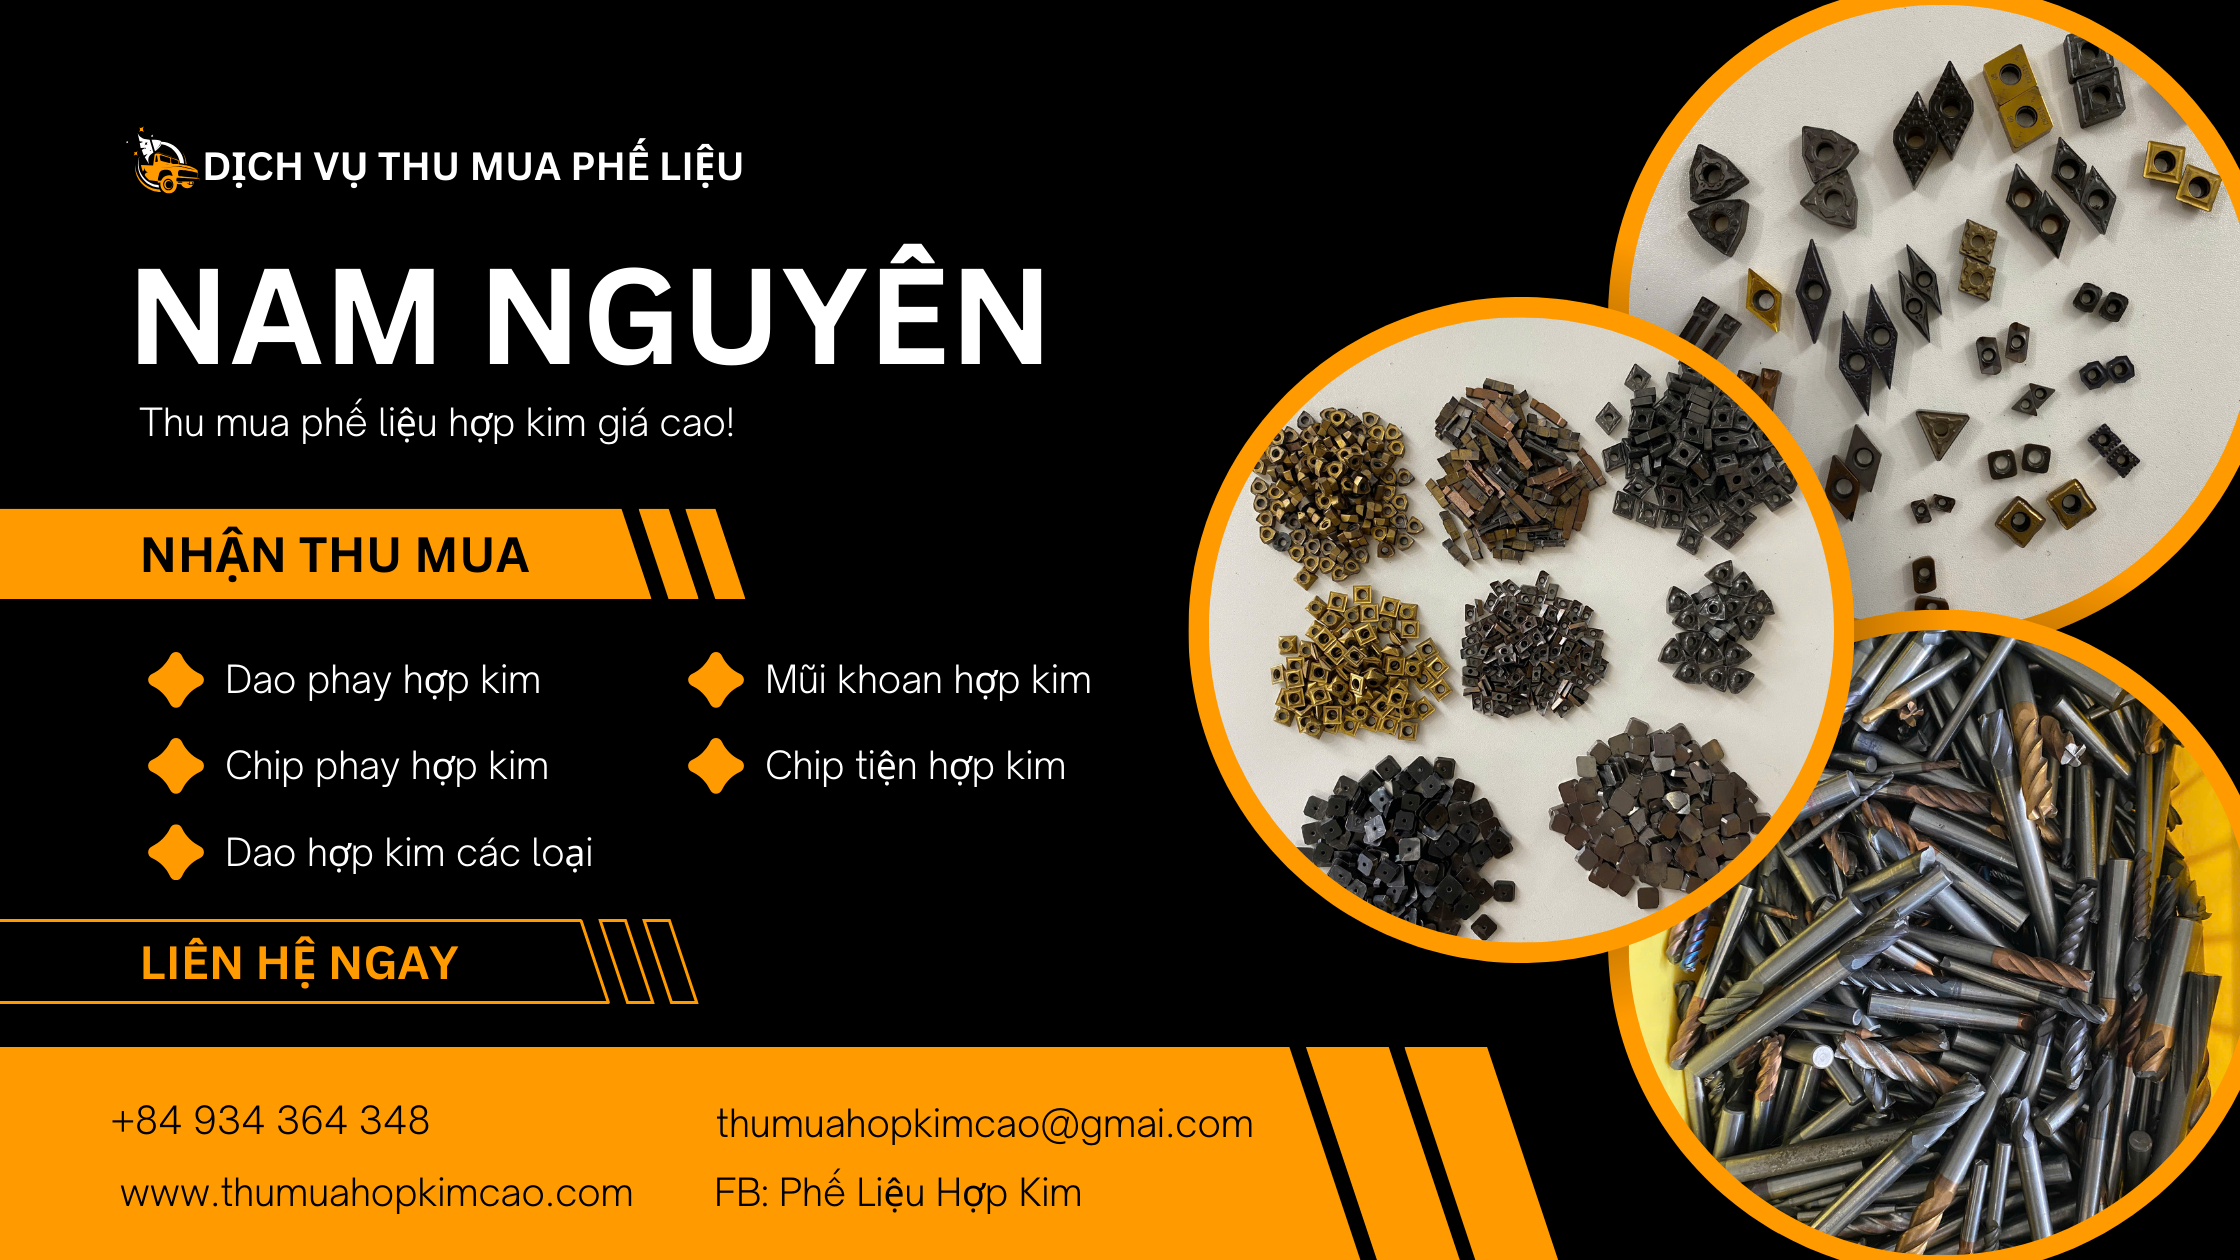 DỊCH VỤ THU MUA PHẾ LIỆU
NAM NGUYÊN
Thu mua phế liệu hợp kim giá cao!
NHẬN THU MUA
Dao phay hợp kim
Mũi khoan hợp kim
Chip phay hợp kim
Chip tiện hợp kim
Dao hợp kim các loại
LIÊN HỆ NGAY
+84 934 364 348
thumuahopkimcao@gmai.com
www.thumuahopkimcao.com
FB: Phế Liệu Hợp Kim